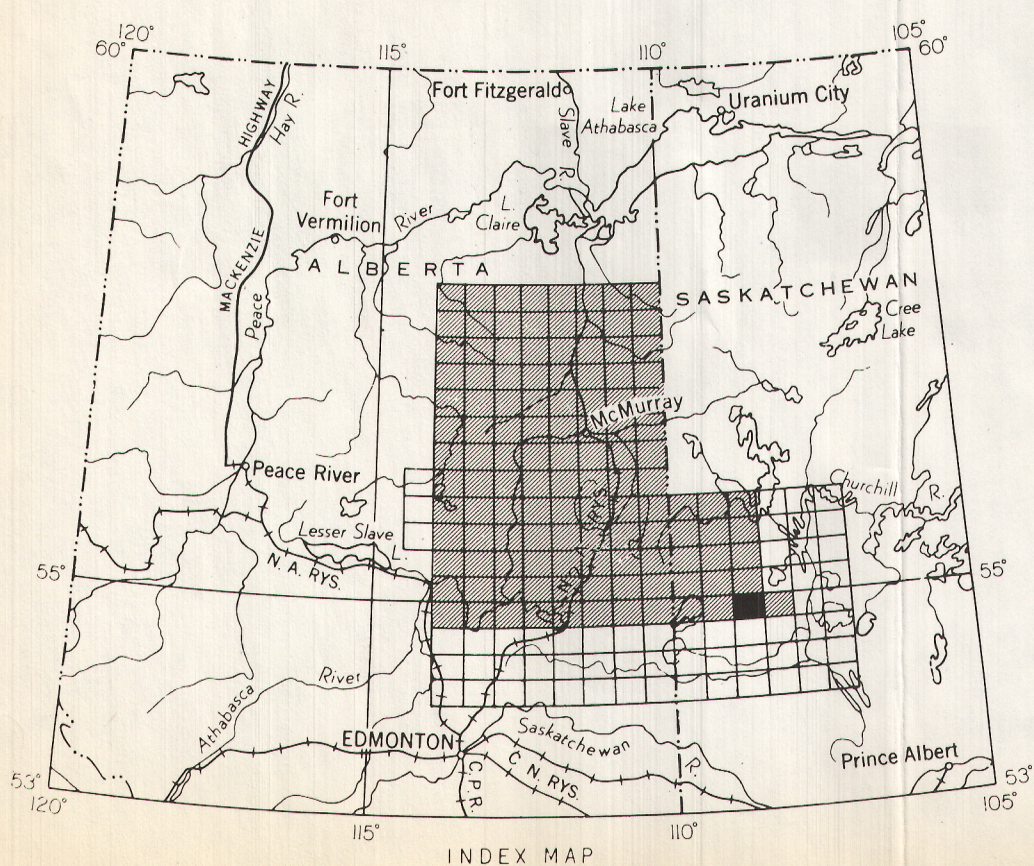 120°
60°
115°
110°
105°
60°
Fort Fitzgerald
Uranium City
Lake
Athabasca
HIGHWAY
Hay R.
Slave R.
Fort
Vermilion
River
L.
Claire
ALBERTA
MACKENZIE
Peace
SASKATCHEWAN
Cree
Lake
McMurray
Peace River
Churchill R.
Lesser Slave L.
N. A. RYS.
N. A. RYS.
55°
55°
River
Athabasca
EDMONTON
Saskatchewan R.
C. N. RYS.
C.P.R.
Prince Albert
53°
120°
53°
105°
115°
110°
INDEX MAP